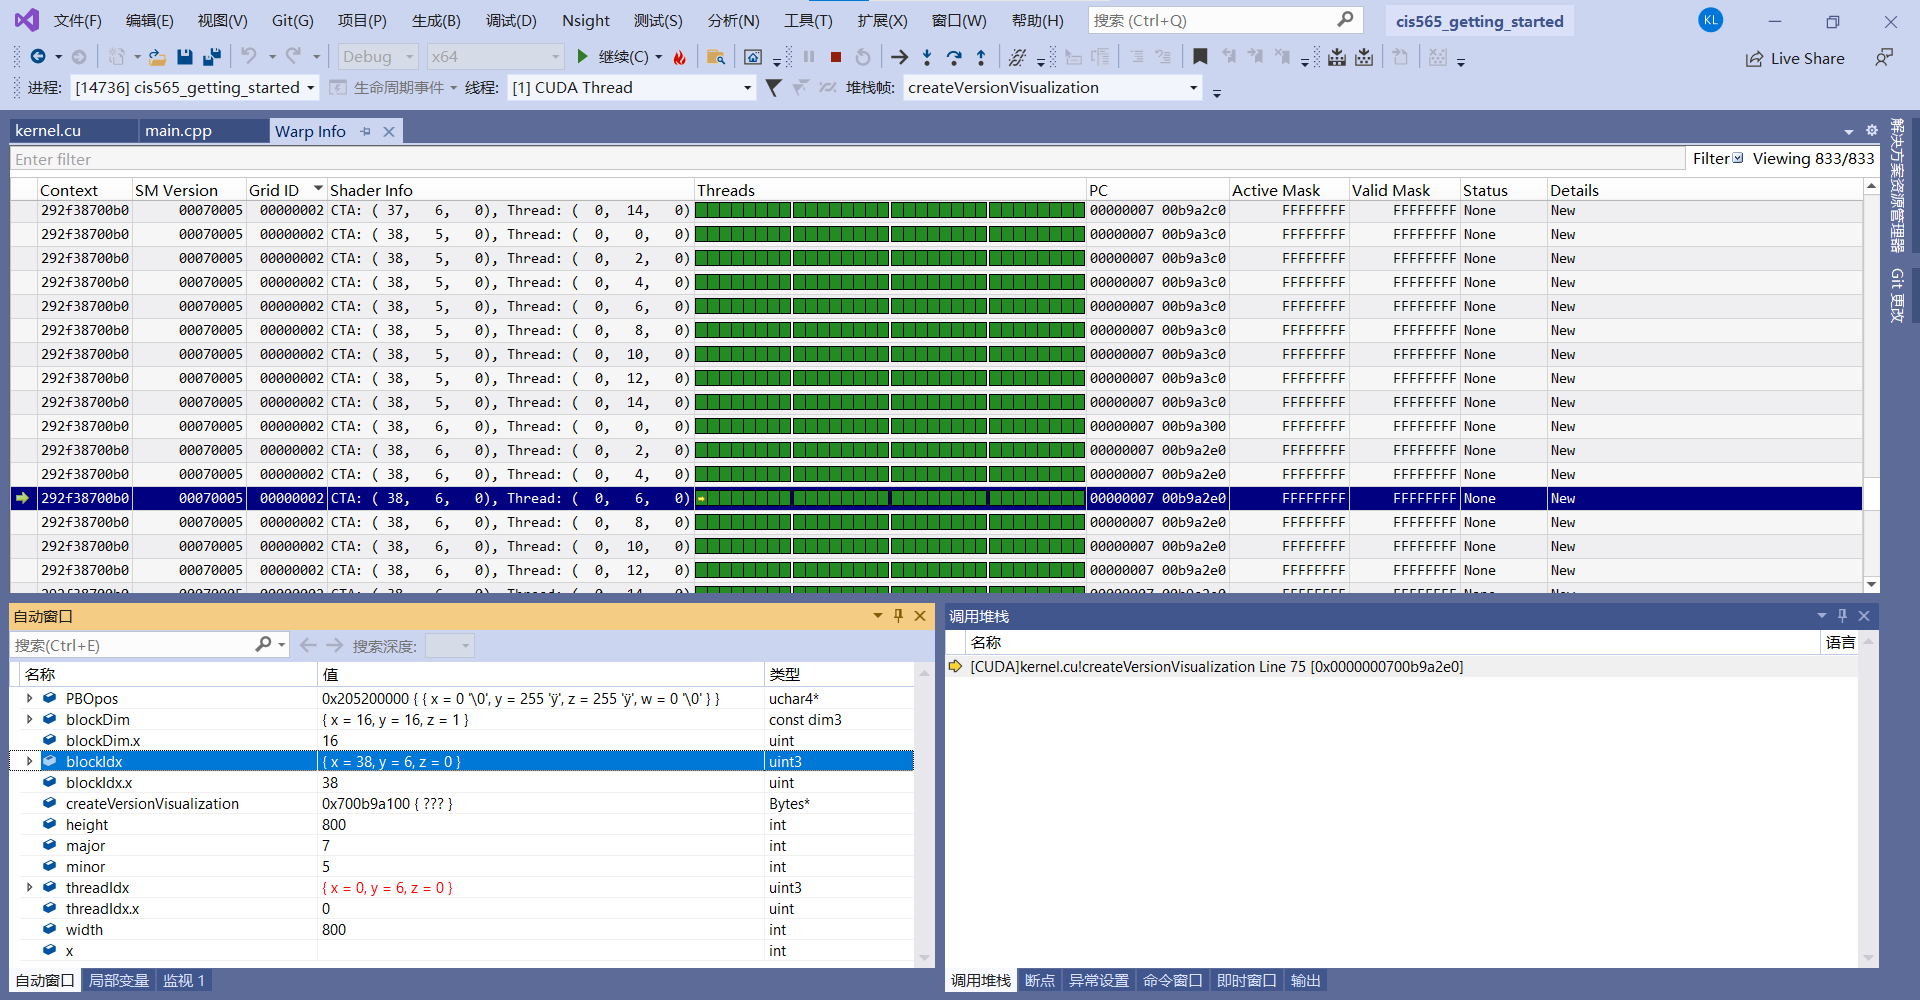 文件(F) 编辑(E) 视图(V) Git(G) 项目(P) 生成(B) 调试(D) Nsight 测试(S) 分析(N) 工具(T) 扩展(X) 窗口(W) 帮助(H) 搜索 (Ctrl+Q) cis565_getting_started KL
Debug x64 继续(C) Live Share
进程: [14736] cis565_getting_started 生命周期事件 线程: [1] CUDA Thread 堆栈帧: createVersionVisualization
kernel.cu main.cpp Warp Info
Enter filter Filter Viewing 833/833
Context SM Version Grid ID Shader Info Threads PC Active Mask Valid Mask Status Details
292f38700b0 00070005 00000002 CTA: ( 37, 6, 0), Thread: ( 0, 14, 0) 00000007 00b9a2c0 FFFFFFFF FFFFFFFF None New
292f38700b0 00070005 00000002 CTA: ( 38, 5, 0), Thread: ( 0, 0, 0) 00000007 00b9a3c0 FFFFFFFF FFFFFFFF None New
292f38700b0 00070005 00000002 CTA: ( 38, 5, 0), Thread: ( 0, 2, 0) 00000007 00b9a3c0 FFFFFFFF FFFFFFFF None New
292f38700b0 00070005 00000002 CTA: ( 38, 5, 0), Thread: ( 0, 4, 0) 00000007 00b9a3c0 FFFFFFFF FFFFFFFF None New
292f38700b0 00070005 00000002 CTA: ( 38, 5, 0), Thread: ( 0, 6, 0) 00000007 00b9a3c0 FFFFFFFF FFFFFFFF None New
292f38700b0 00070005 00000002 CTA: ( 38, 5, 0), Thread: ( 0, 8, 0) 00000007 00b9a3c0 FFFFFFFF FFFFFFFF None New
292f38700b0 00070005 00000002 CTA: ( 38, 5, 0), Thread: ( 0, 10, 0) 00000007 00b9a3c0 FFFFFFFF FFFFFFFF None New
292f38700b0 00070005 00000002 CTA: ( 38, 5, 0), Thread: ( 0, 12, 0) 00000007 00b9a3c0 FFFFFFFF FFFFFFFF None New
292f38700b0 00070005 00000002 CTA: ( 38, 5, 0), Thread: ( 0, 14, 0) 00000007 00b9a3c0 FFFFFFFF FFFFFFFF None New
292f38700b0 00070005 00000002 CTA: ( 38, 6, 0), Thread: ( 0, 0, 0) 00000007 00b9a300 FFFFFFFF FFFFFFFF None New
292f38700b0 00070005 00000002 CTA: ( 38, 6, 0), Thread: ( 0, 2, 0) 00000007 00b9a2e0 FFFFFFFF FFFFFFFF None New
292f38700b0 00070005 00000002 CTA: ( 38, 6, 0), Thread: ( 0, 4, 0) 00000007 00b9a2e0 FFFFFFFF FFFFFFFF None New
292f38700b0 00070005 00000002 CTA: ( 38, 6, 0), Thread: ( 0, 6, 0) 00000007 00b9a2e0 FFFFFFFF FFFFFFFF None New
292f38700b0 00070005 00000002 CTA: ( 38, 6, 0), Thread: ( 0, 8, 0) 00000007 00b9a2e0 FFFFFFFF FFFFFFFF None New
292f38700b0 00070005 00000002 CTA: ( 38, 6, 0), Thread: ( 0, 10, 0) 00000007 00b9a2e0 FFFFFFFF FFFFFFFF None New
292f38700b0 00070005 00000002 CTA: ( 38, 6, 0), Thread: ( 0, 12, 0) 00000007 00b9a2e0 FFFFFFFF FFFFFFFF None New
解决方案资源管理器
Git 更改
自动窗口
搜索(Ctrl+E) 搜索深度:
名称 值 类型
PBOpos 0x205200000 { { x = 0 '\0', y = 255 'ÿ', z = 255 'ÿ', w = 0 '\0' } } uchar4*
blockDim { x = 16, y = 16, z = 1 } const dim3
blockDim.x 16 uint
blockIdx { x = 38, y = 6, z = 0 } uint3
blockIdx.x 38 uint
createVersionVisualization 0x700b9a100 { ??? } Bytes*
height 800 int
major 7 int
minor 5 int
threadIdx { x = 0, y = 6, z = 0 } uint3
threadIdx.x 0 uint
width 800 int
x int
自动窗口 局部变量 监视 1
调用堆栈
名称 语言
[CUDA]kernel.cu!createVersionVisualization Line 75 [0x0000000700b9a2e0]
调用堆栈 断点 异常设置 命令窗口 即时窗口 输出